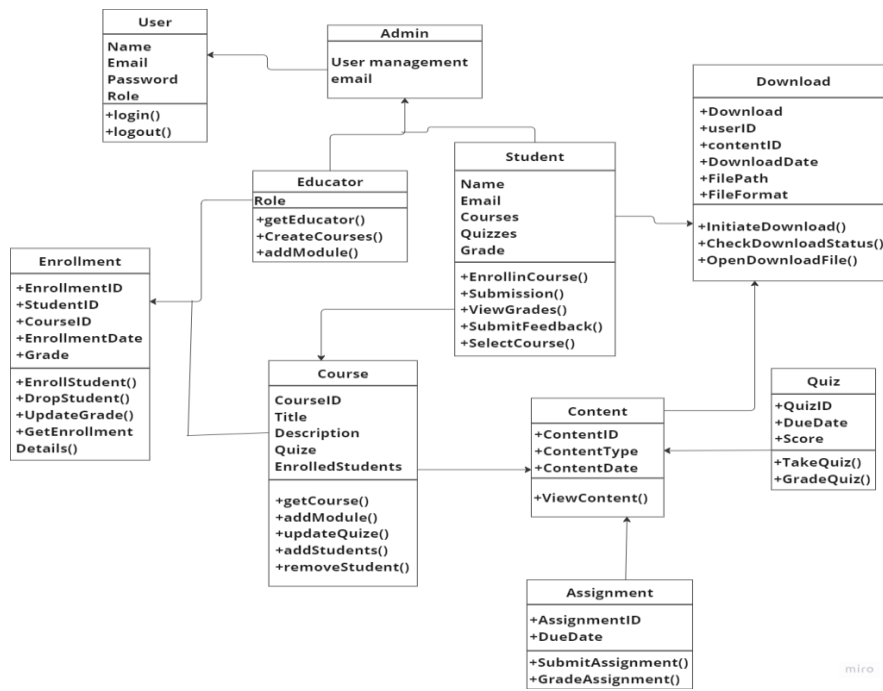 User
Name
Email
Password
Role
+login()
+logout()
Admin
User management
email
Download
+Download
+userID
+contentID
+DownloadDate
+FilePath
+FileFormat
+InitiateDownload()
+CheckDownloadStatus()
+OpenDownloadFile()
Educator
Role
+getEducator()
+CreateCourses()
+addModule()
Student
Name
Email
Courses
Quizzes
Grade
+EnrollinCourse()
+Submission()
+ViewGrades()
+SubmitFeedback()
+SelectCourse()
Enrollment
+EnrollmentID
+StudentID
+CourseID
+EnrollmentDate
+Grade
+EnrollStudent()
+DropStudent()
+UpdateGrade()
+GetEnrollment
Details()
Course
CourseID
Title
Description
Quize
EnrolledStudents
+getCourse()
+addModule()
+updateQuize()
+addStudents()
+removeStudent()
Content
+ContentID
+ContentType
+ContentDate
+ViewContent()
Quiz
+QuizID
+DueDate
+Score
+TakeQuiz()
+GradeQuiz()
Assignment
+AssignmentID
+DueDate
+SubmitAssignment()
+GradeAssignment()
miro